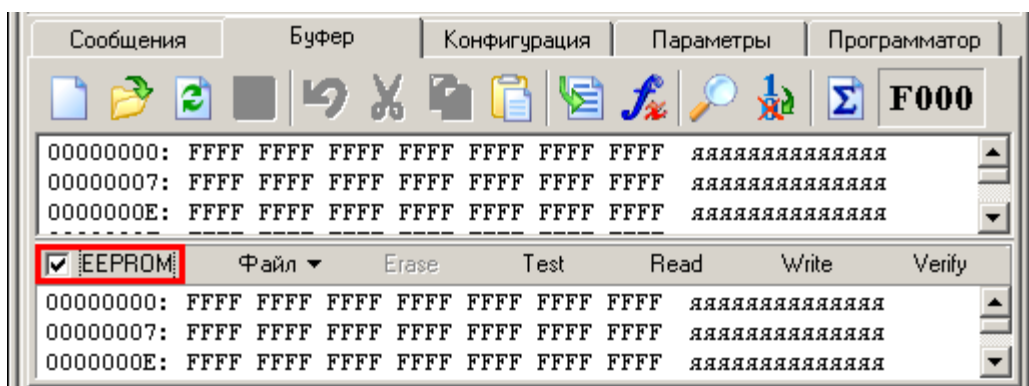 Сообщения Буфер Конфигурация Параметры Программатор
F000
00000000: FFFF FFFF FFFF FFFF FFFF FFFF FFFF яяяяяяяяяяяяяя
00000007: FFFF FFFF FFFF FFFF FFFF FFFF FFFF яяяяяяяяяяяяяя
0000000E: FFFF FFFF FFFF FFFF FFFF FFFF FFFF яяяяяяяяяяяяяя
EEPROM Файл Erase Test Read Write Verify
00000000: FFFF FFFF FFFF FFFF FFFF FFFF FFFF яяяяяяяяяяяяяя
00000007: FFFF FFFF FFFF FFFF FFFF FFFF FFFF яяяяяяяяяяяяяя
0000000E: FFFF FFFF FFFF FFFF FFFF FFFF FFFF яяяяяяяяяяяяяя